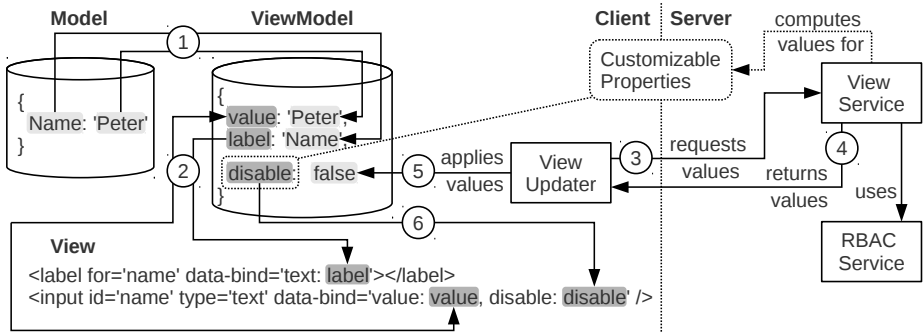 Model
ViewModel
Client
Server
computes
values for
1
Customizable
Properties
{
Name: 'Peter'
}
{
value: 'Peter',
label: 'Name',
disable: false
}
View
Service
2
5
applies
values
View
Updater
3
requests
values
4
returns
values
uses
6
RBAC
Service
View
<label for='name' data-bind='text: label'></label>
<input id='name' type='text' data-bind='value: value, disable: disable' />